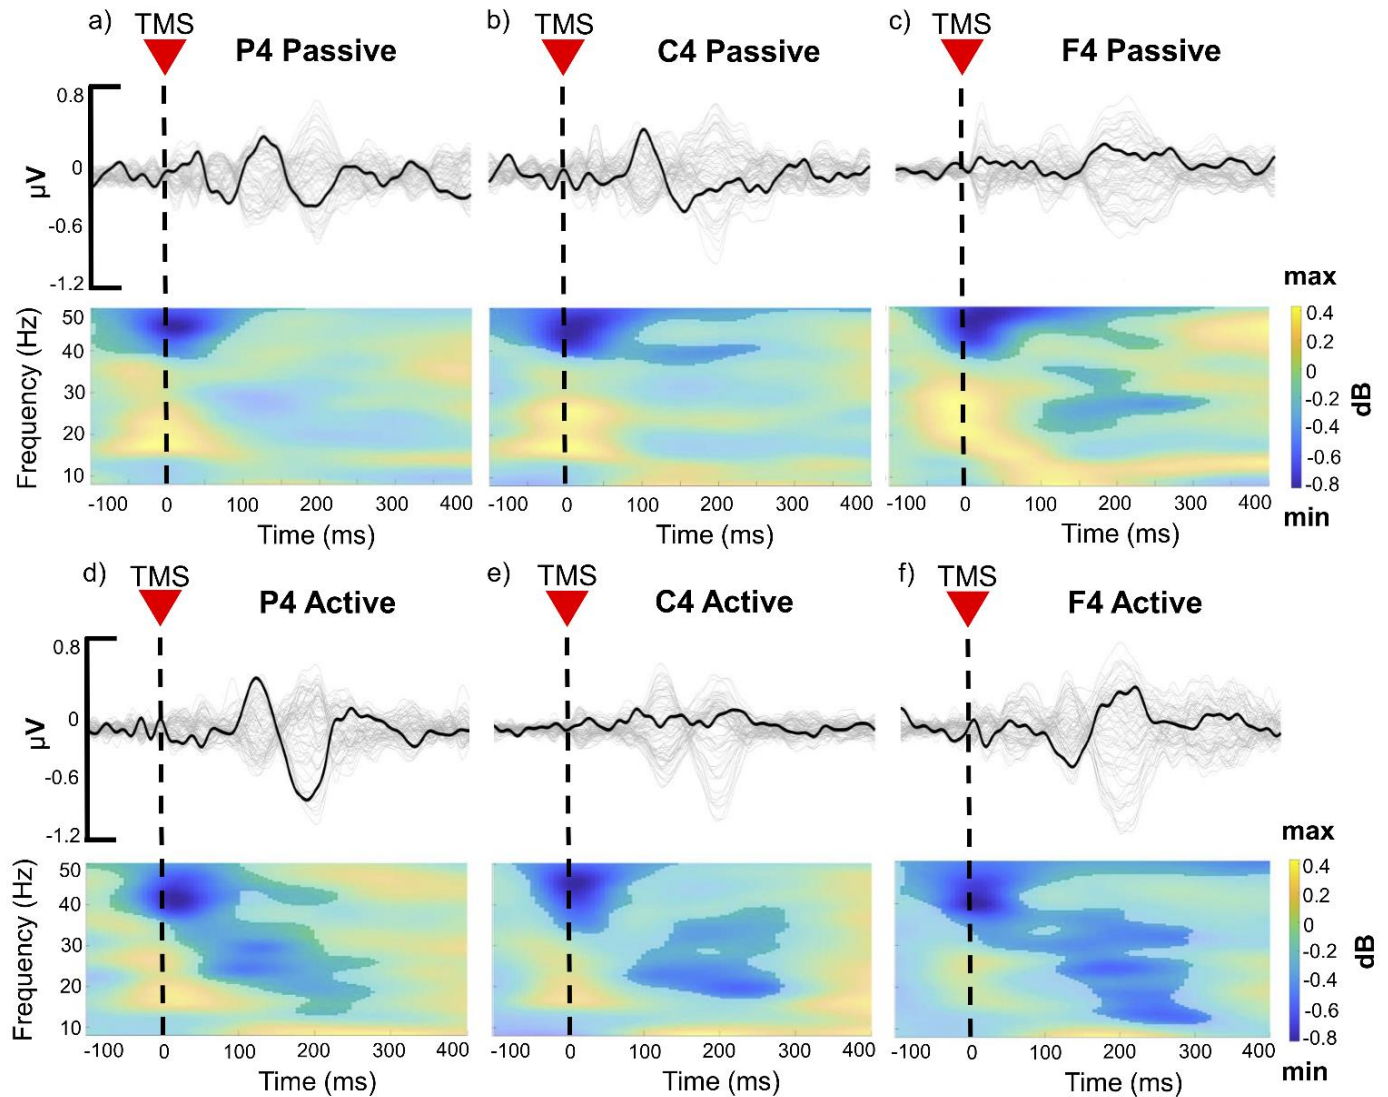 a) TMS
P4 Passive
b) TMS
C4 Passive
c) TMS
F4 Passive
0.8
0
-0.6
-1.2
µV
max
0.4
0.2
0
-0.2
-0.4
-0.6
-0.8
min
dB
50
40
30
20
10
Frequency (Hz)
-100 0 100 200 300 400
Time (ms)
-100 0 100 200 300 400
Time (ms)
-100 0 100 200 300 400
Time (ms)
d) TMS
P4 Active
e) TMS
C4 Active
f) TMS
F4 Active
0.8
0
-0.6
-1.2
µV
max
0.4
0.2
0
-0.2
-0.4
-0.6
-0.8
min
dB
50
40
30
20
10
Frequency (Hz)
-100 0 100 200 300 400
Time (ms)
-100 0 100 200 300 400
Time (ms)
-100 0 100 200 300 400
Time (ms)